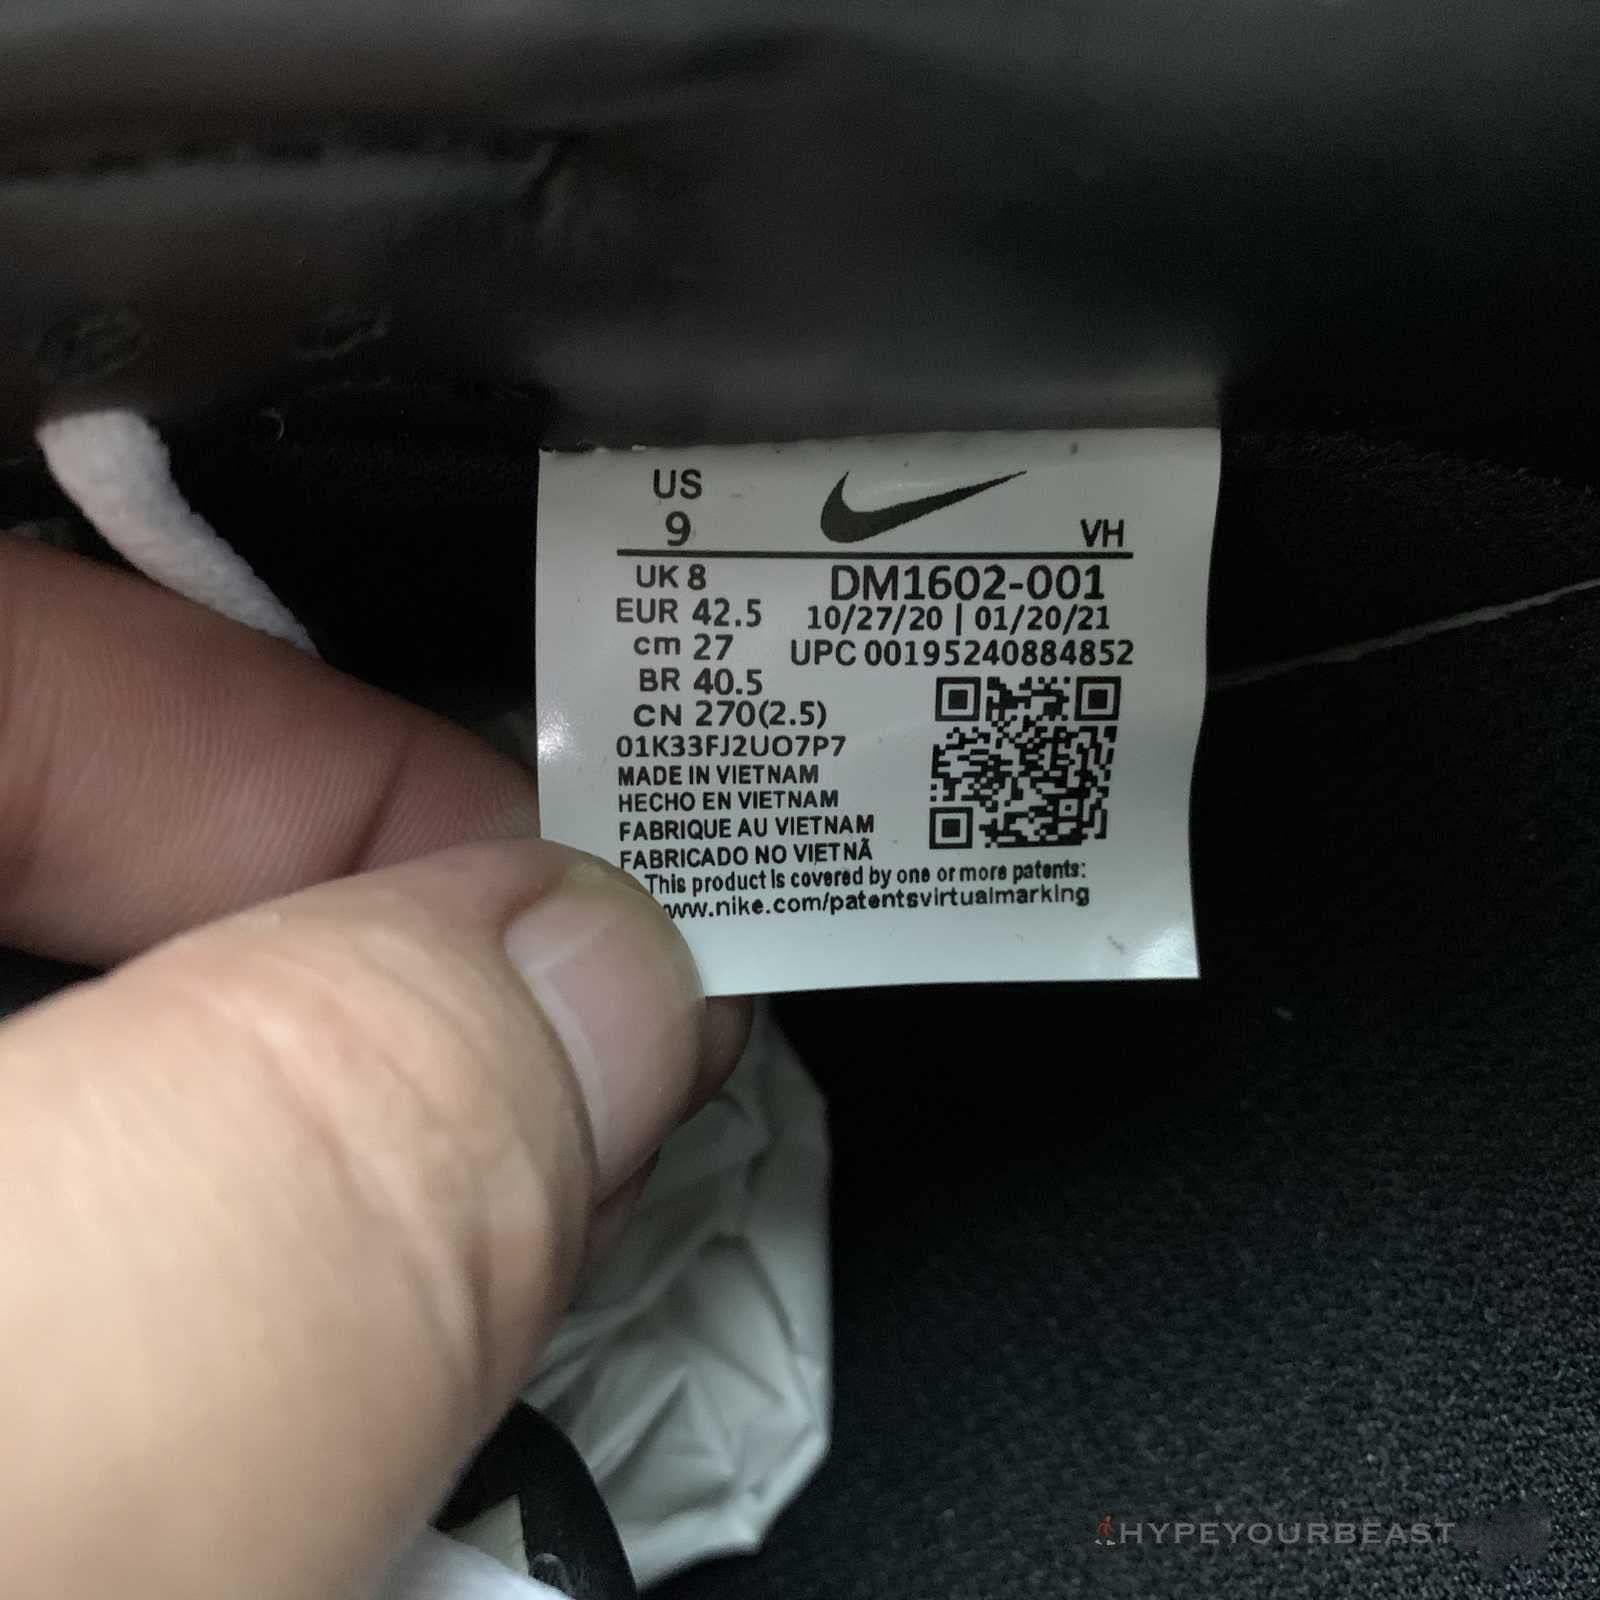 US
9
VH
UK 8
DM1602-001
EUR 42.5
10/27/20 | 01/20/21
cm 27
UPC 00195240884852
BR 40.5
CN 270(2.5)
01K33FJ2UO7P7
MADE IN VIETNAM
HECHO EN VIETNAM
FABRIQUE AU VIETNAM
FABRICADO NO VIETNÃ
This product is covered by one or more patents:
www.nike.com/patentsvirtualmarking
HYPEYOURBEAST